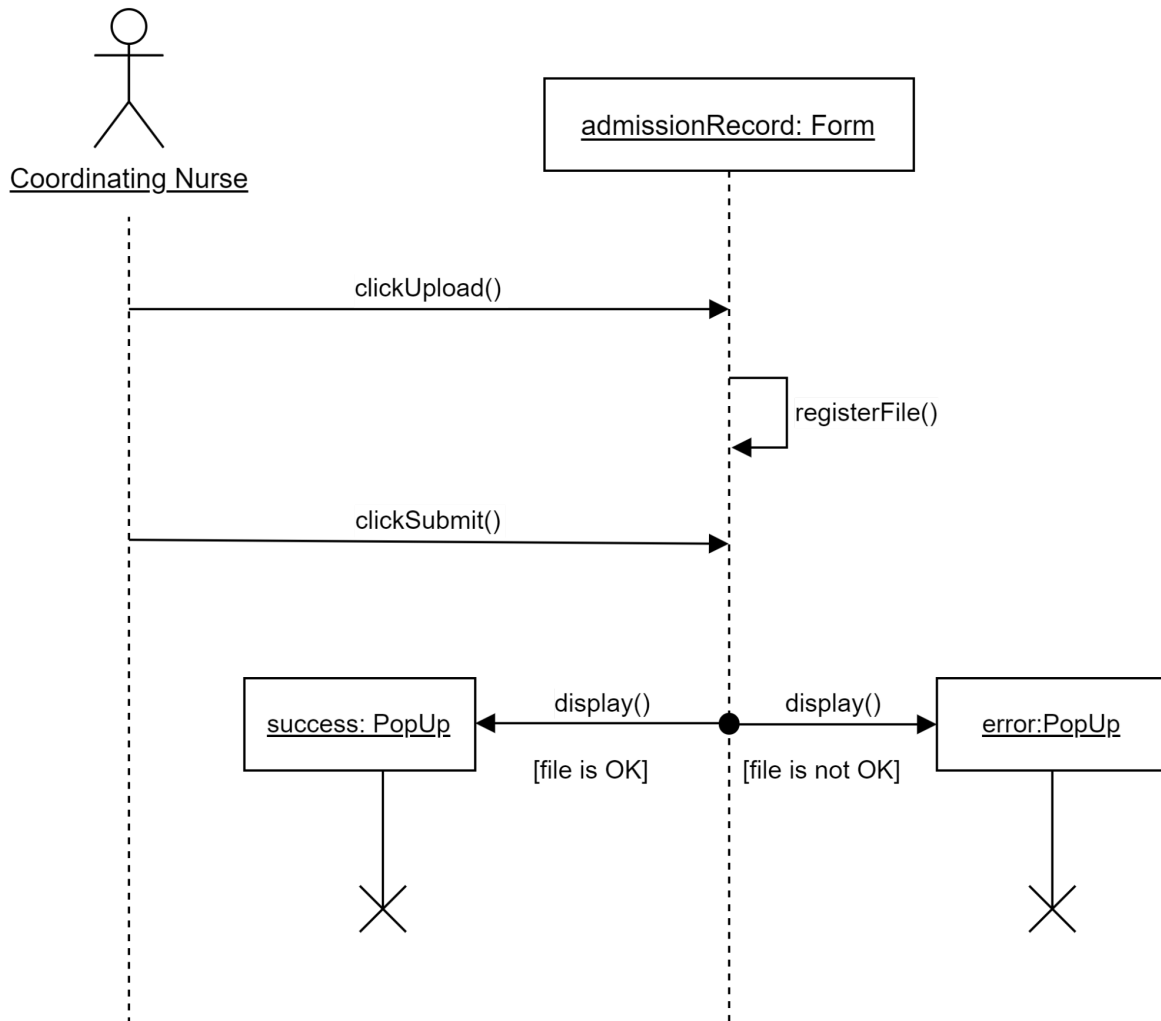 Coordinating Nurse
admissionRecord: Form
clickUpload()
registerFile()
clickSubmit()
success: PopUp
display()
display()
error:PopUp
[file is OK]
[file is not OK]